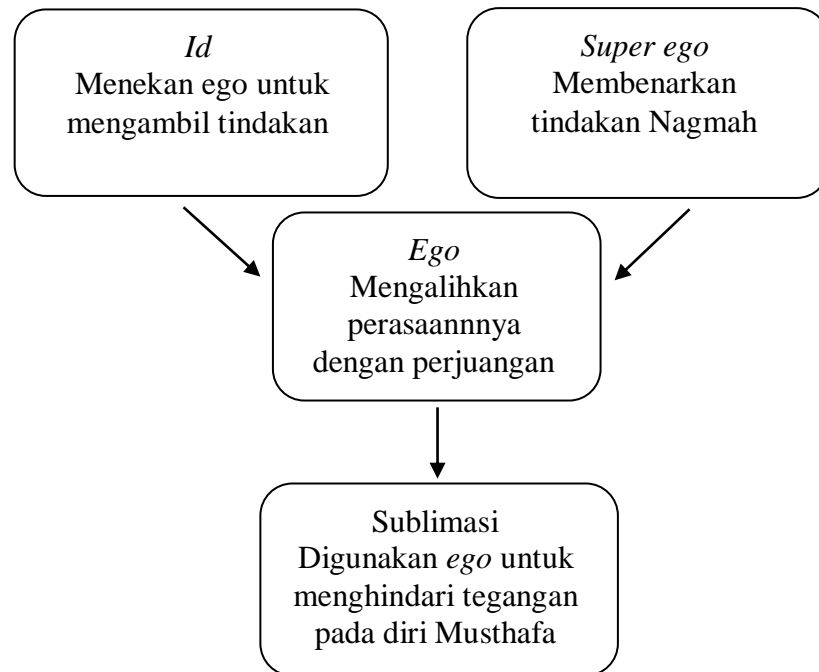 Id
Menekan ego untuk
mengambil tindakan
Super ego
Membenarkan
tindakan Nagmah
Ego
Mengalihkan
perasaannnya
dengan perjuangan
Sublimasi
Digunakan ego untuk
menghindari tegangan
pada diri Musthafa